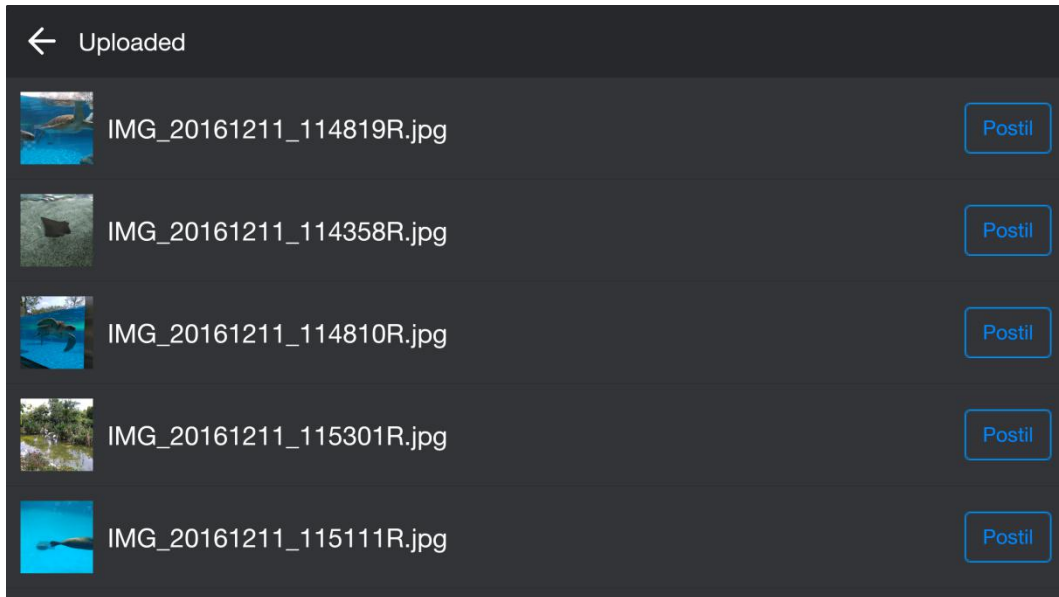 Uploaded
IMG_20161211_114819R.jpg Postil
IMG_20161211_114358R.jpg Postil
IMG_20161211_114810R.jpg Postil
IMG_20161211_115301R.jpg Postil
IMG_20161211_115111R.jpg Postil